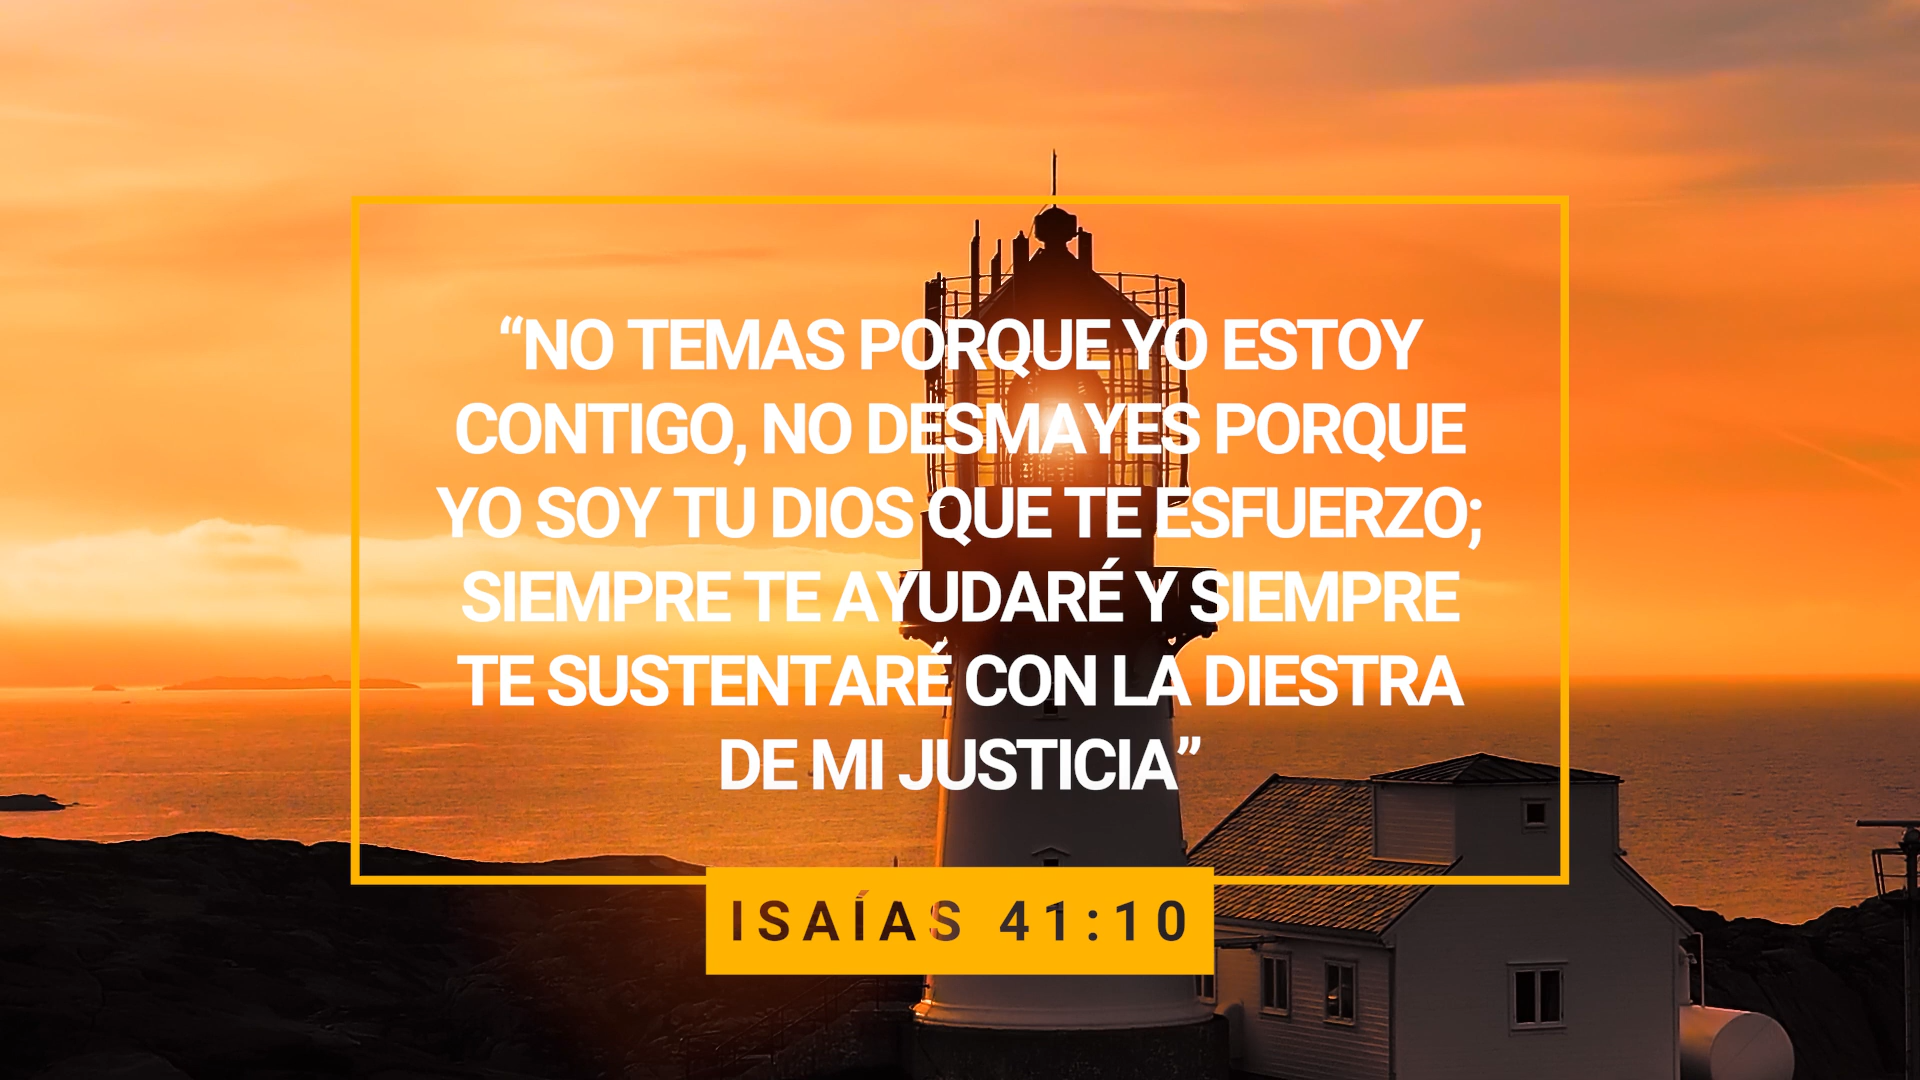 “NO TEMAS PORQUE YO ESTOY
CONTIGO, NO DESMAYES PORQUE
YO SOY TU DIOS QUE TE ESFUERZO;
SIEMPRE TE AYUDARÉ Y SIEMPRE
TE SUSTENTARÉ CON LA DIESTRA
DE MI JUSTICIA”
ISAÍAS 41:10